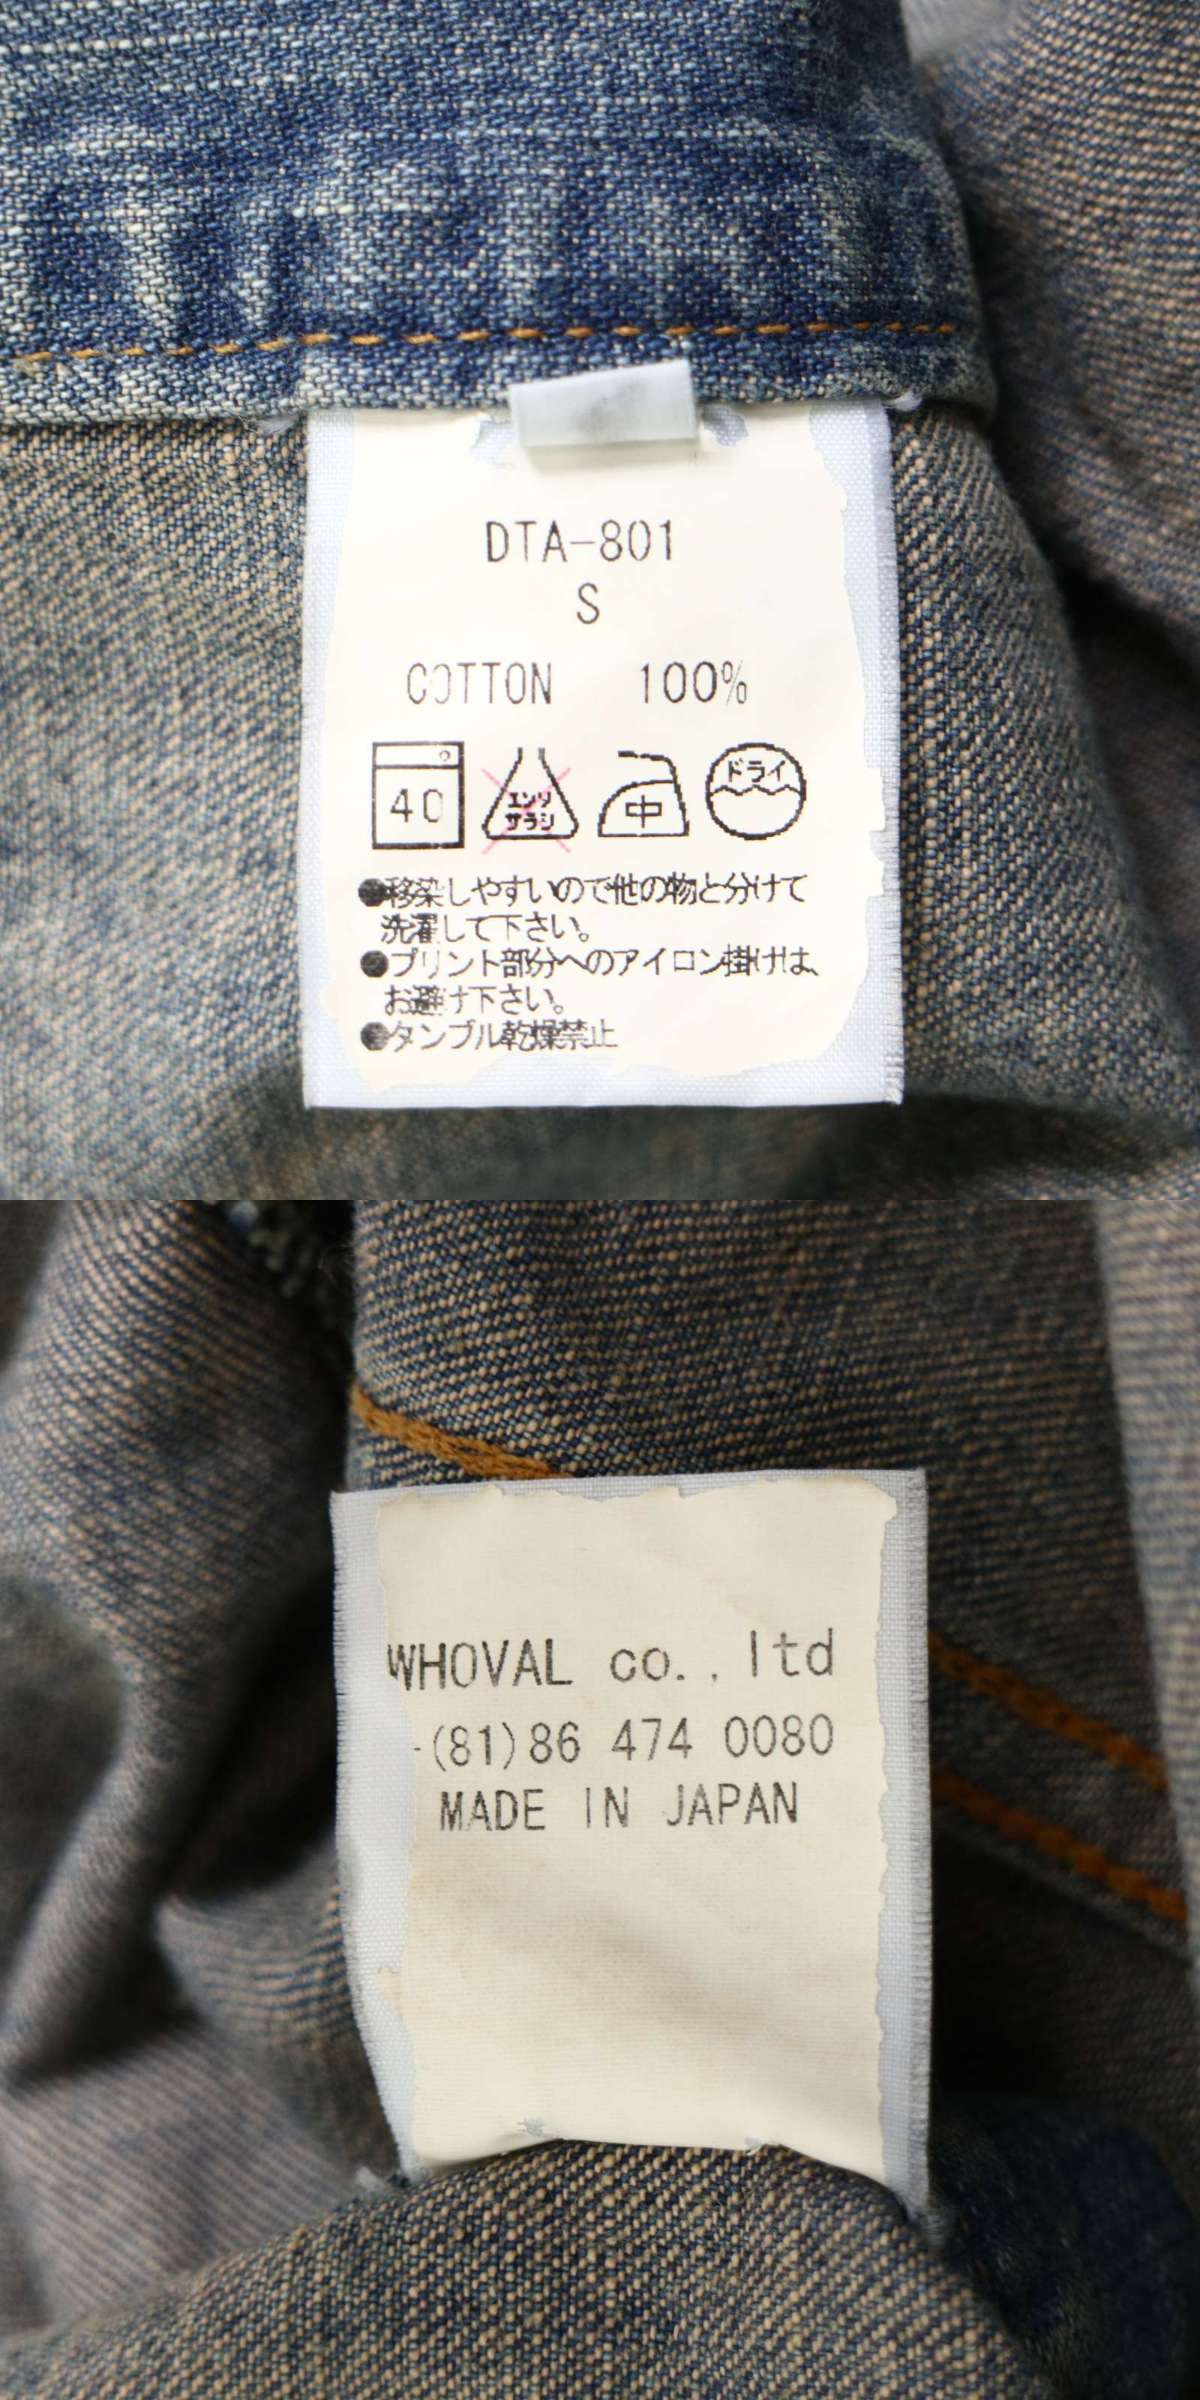 DTA-801
S
COTTON 100%
40
エンソ
サラシ
中
ドライ
●移染しやすいので他の物と分けて
洗濯して下さい。
●プリント部分へのアイロン掛けは、
お避け下さい。
●タンブル乾燥禁止
WHOVAL co., ltd
-(81)86 474 0080
MADE IN JAPAN